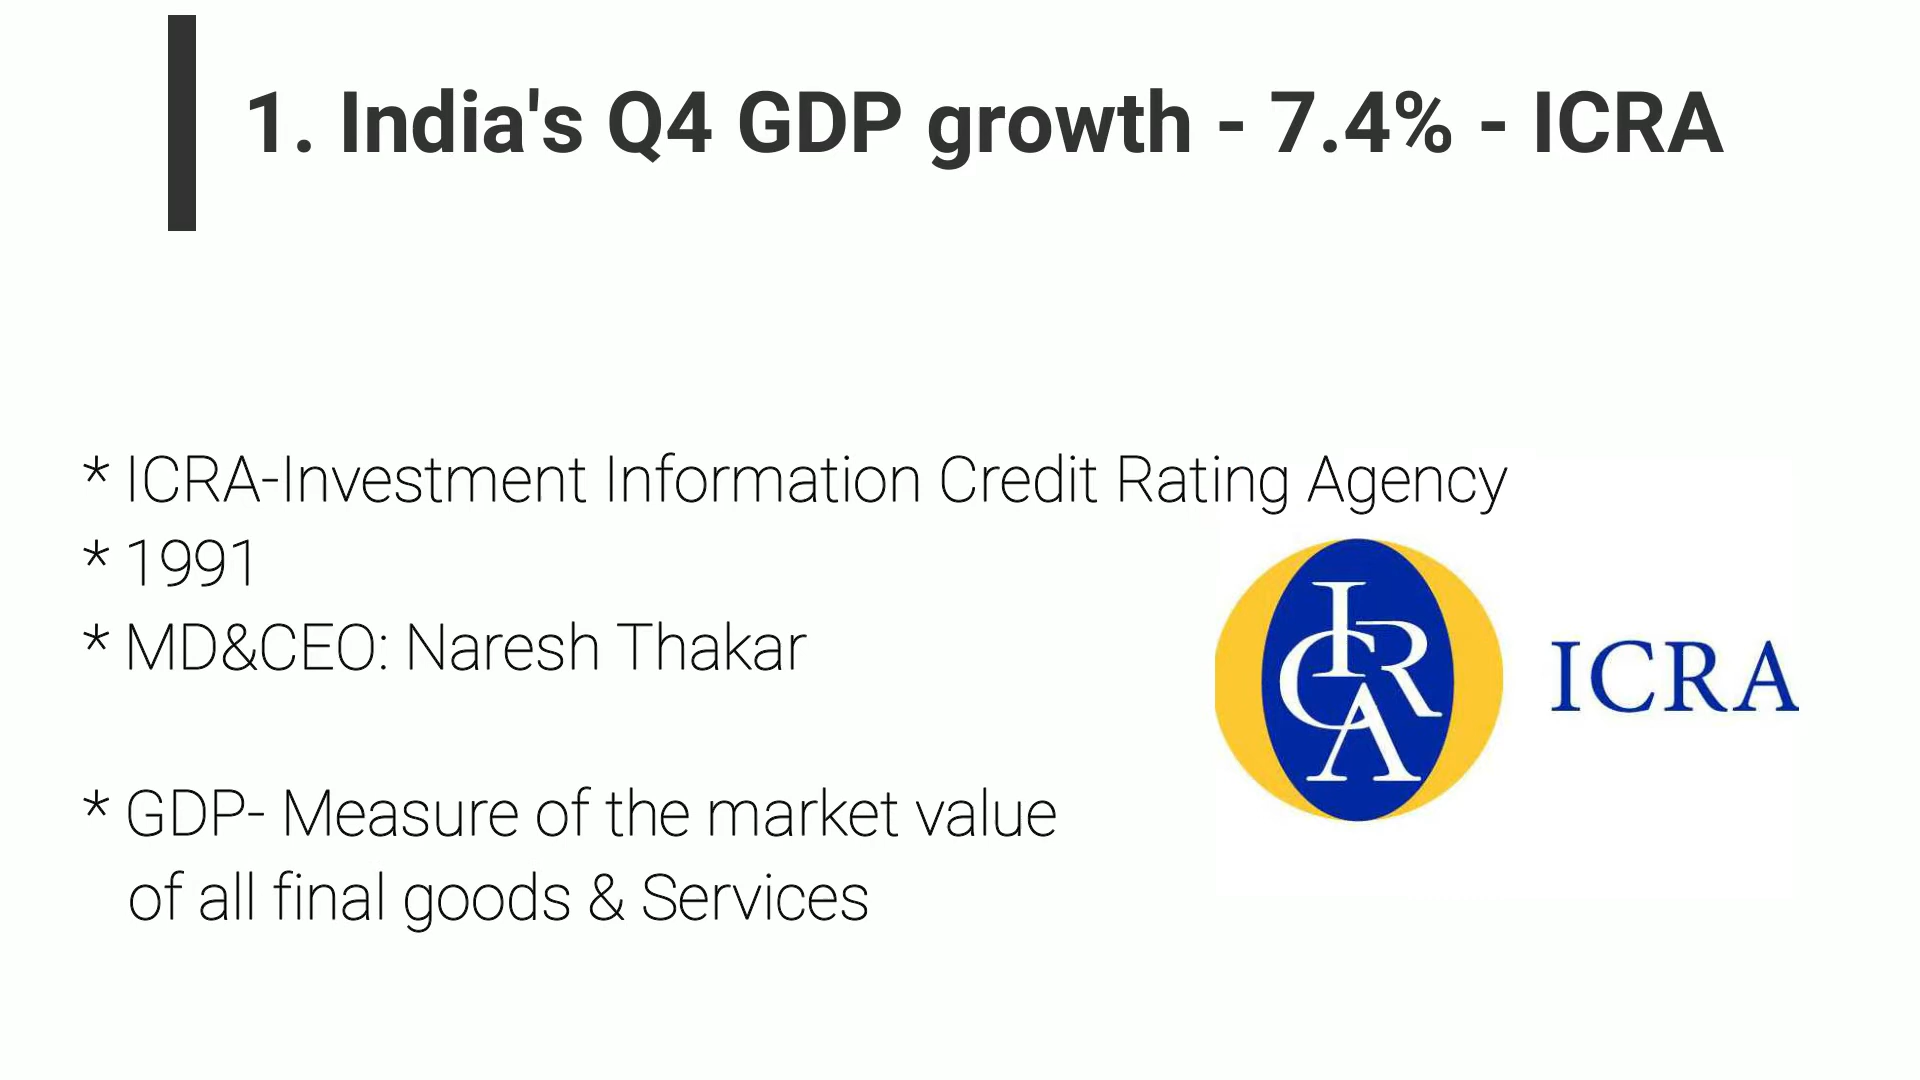 1. India's Q4 GDP growth - 7.4% - ICRA
* ICRA-Investment Information Credit Rating Agency
* 1991
* MD&CEO: Naresh Thakar
* GDP- Measure of the market value
of all final goods & Services
ICRA
ICRA